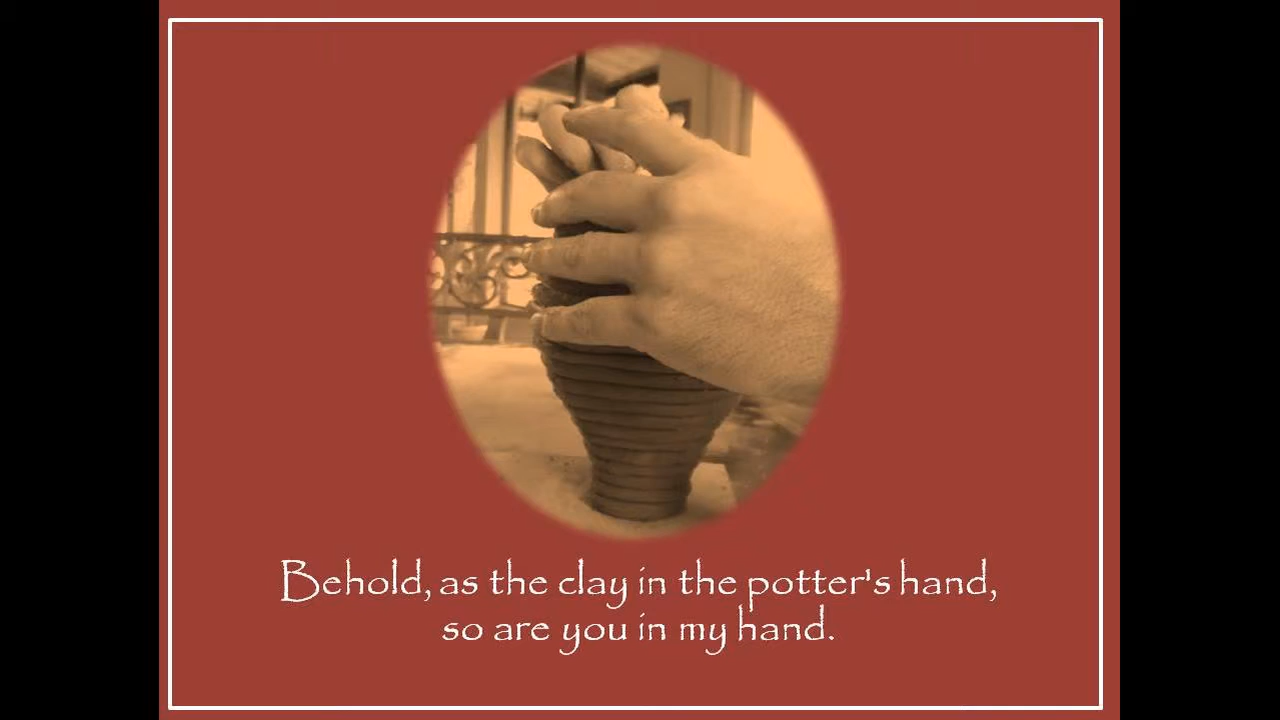 Behold, as the clay in the potter's hand,
so are you in my hand.